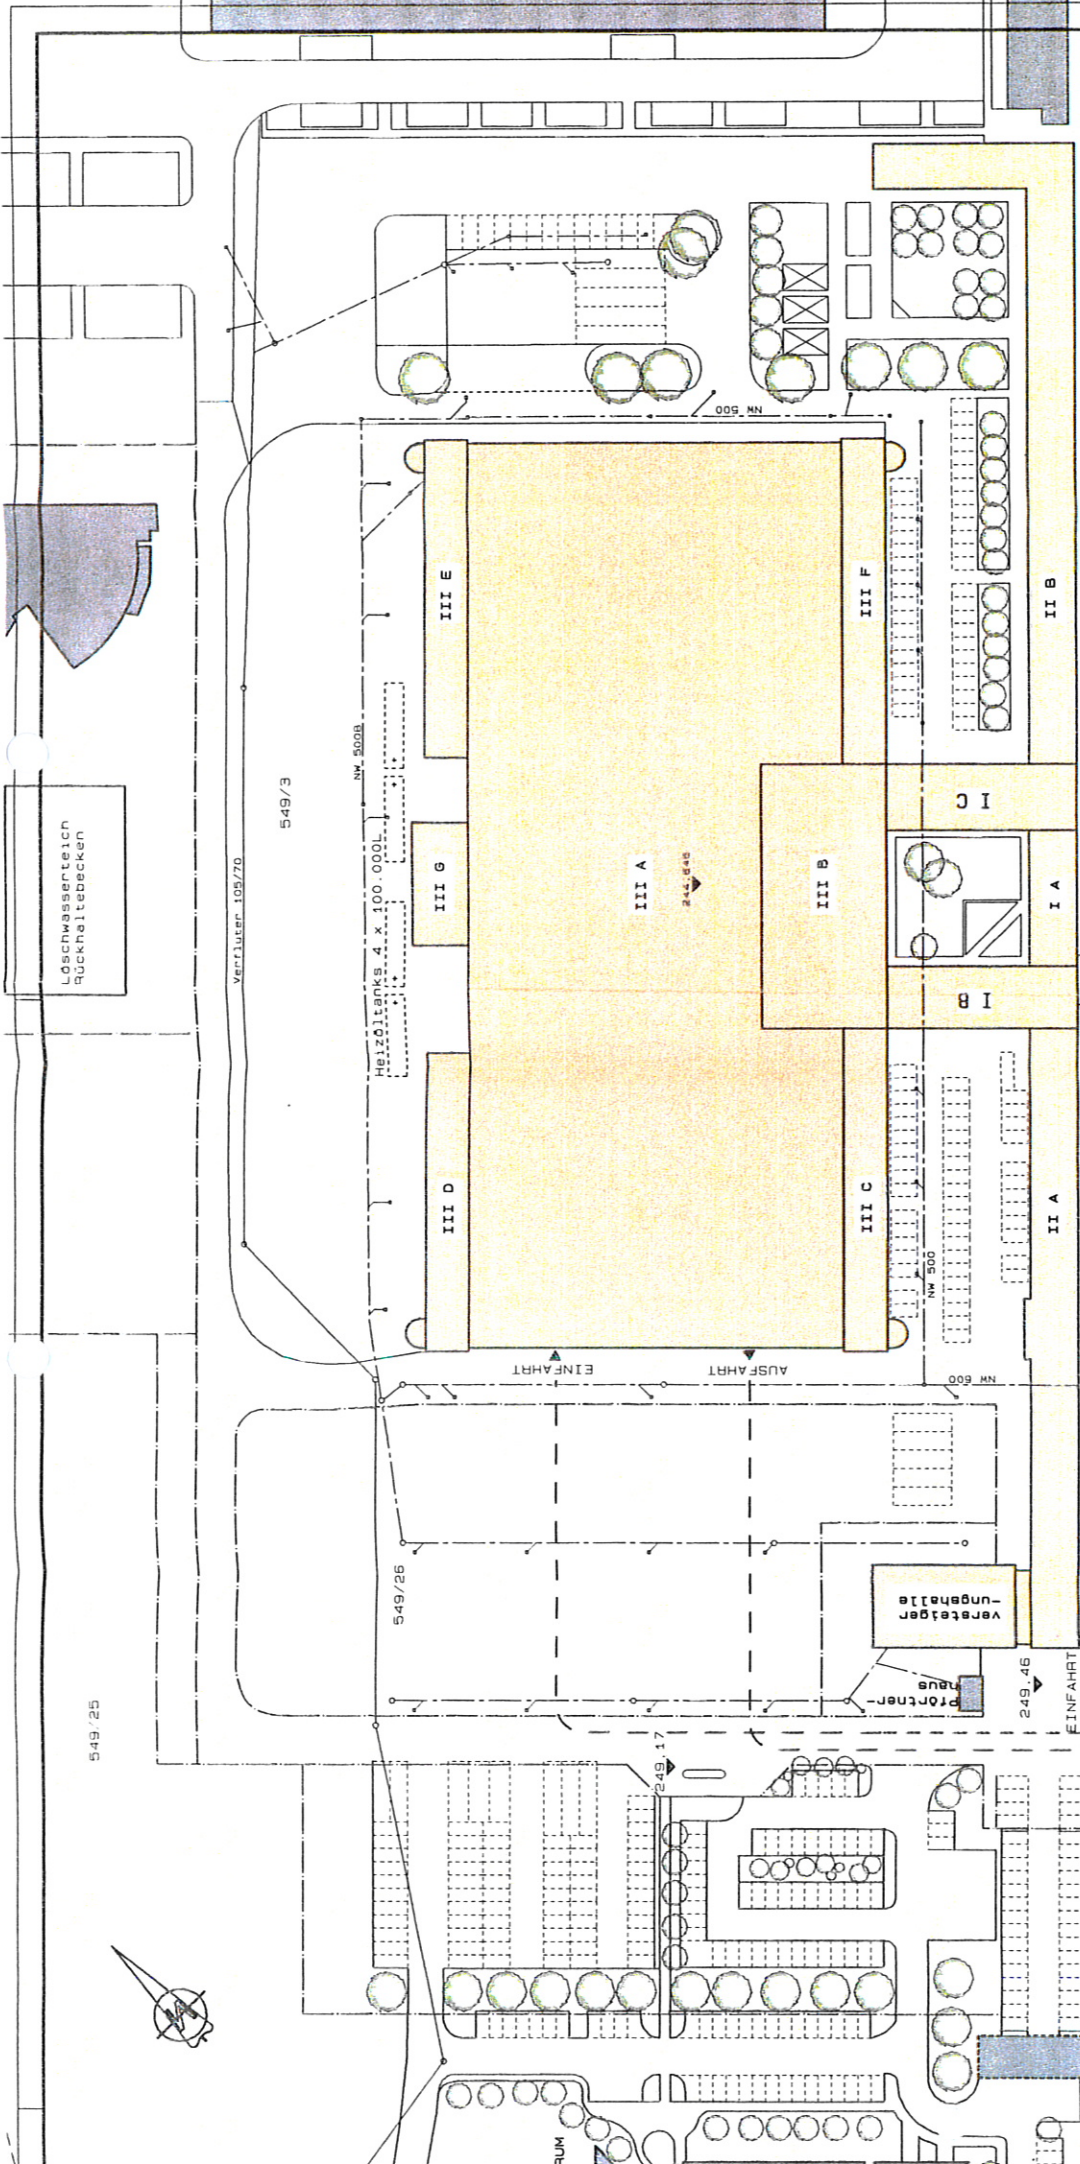 NW 500
III E
III F
II B
NW 500B
549/3
Löschwasserteich
Rückhaltebecken
Verfluter 105/70
Heizöltanks 4 x 100.000L
III G
III A
III B
I C
I A
I B
III D
III C
II A
NW 500
EINFAHRT
AUSFAHRT
NW 600
549/26
versteiger
-ungshalle
Pförtner-
haus
249.46
EINFAHRT
549/25
249.17
RUM